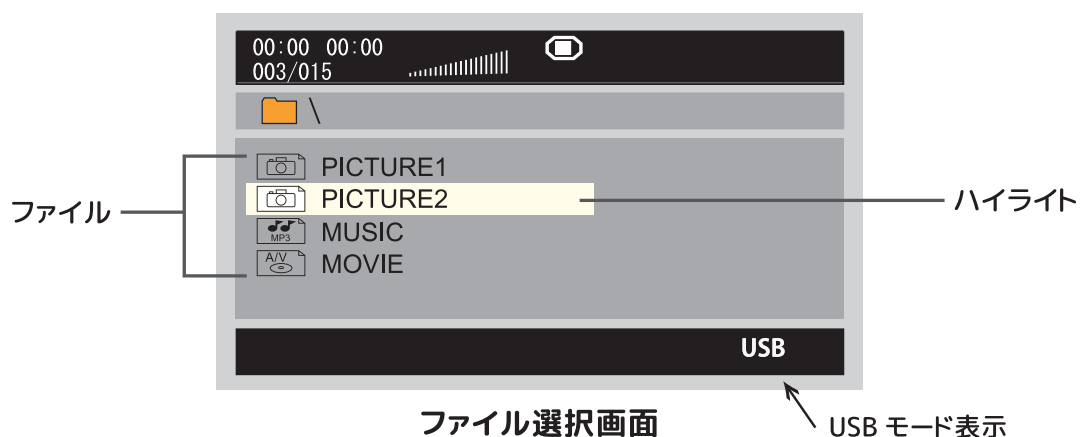 00:00 00:00
003/015
\
PICTURE1
PICTURE2
MP3 MUSIC
A/V MOVIE
ファイル
ハイライト
USB
ファイル選択画面
USB モード表示